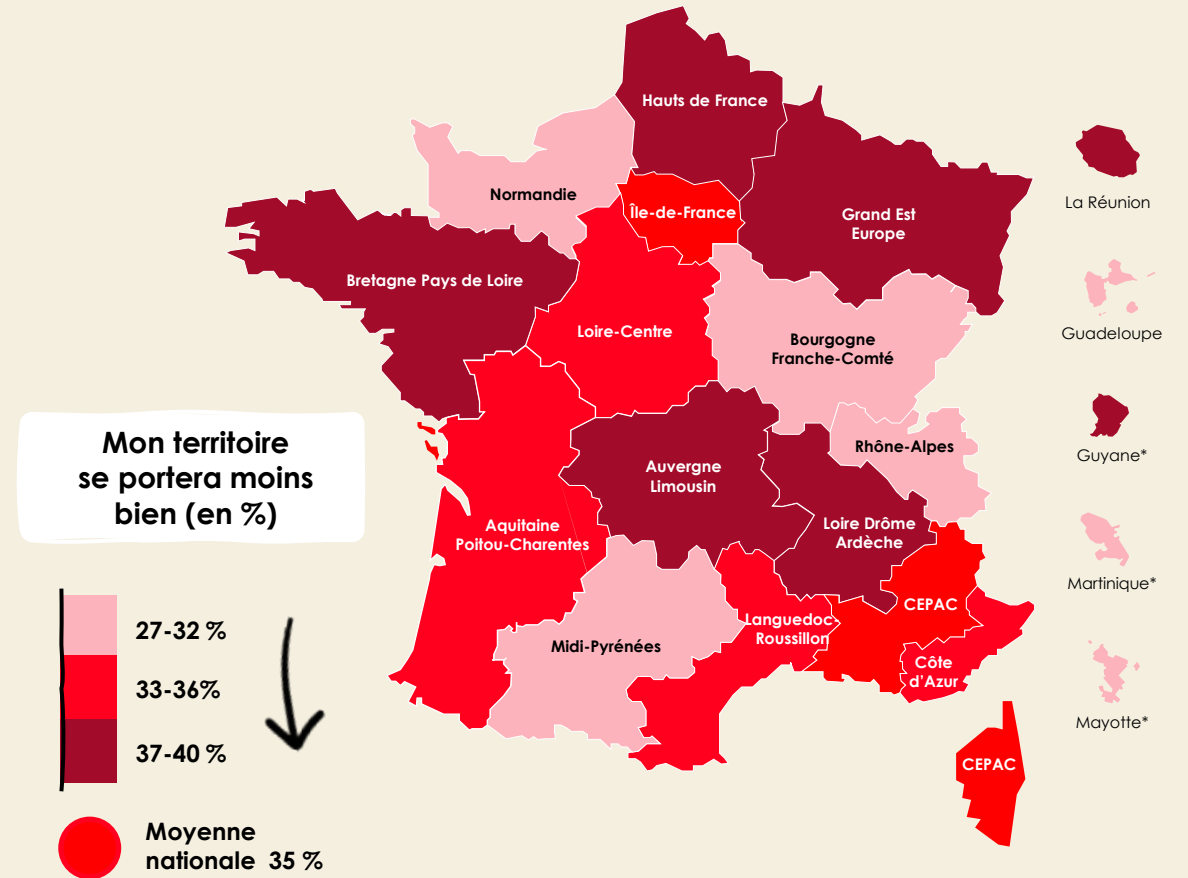 Hauts de France
Normandie
Île-de-France
Grand Est
Europe
Bretagne Pays de Loire
Loire-Centre
Bourgogne
Franche-Comté
Rhône-Alpes
Auvergne
Limousin
Loire Drôme
Ardèche
Aquitaine
Poitou-Charentes
CEPAC
Languedoc-
Roussillon
Midi-Pyrénées
Côte
d'Azur
CEPAC
La Réunion
Guadeloupe
Guyane*
Martinique*
Mayotte*
Mon territoire
se portera moins
bien (en %)
27-32 %
33-36%
37-40 %
Moyenne
nationale 35 %